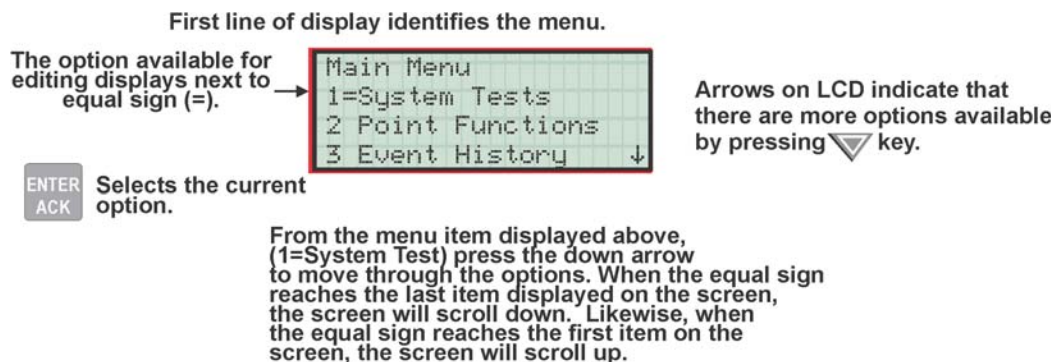 First line of display identifies the menu.
The option available for
editing displays next to
equal sign (=).
Main Menu
1=System Tests
2 Point Functions
3 Event History ↓
Arrows on LCD indicate that
there are more options available
by pressing key.
ENTER
ACK
Selects the current
option.
From the menu item displayed above,
(1=System Test) press the down arrow
to move through the options. When the equal sign
reaches the last item displayed on the screen,
the screen will scroll down. Likewise, when
the equal sign reaches the first item on the
screen, the screen will scroll up.